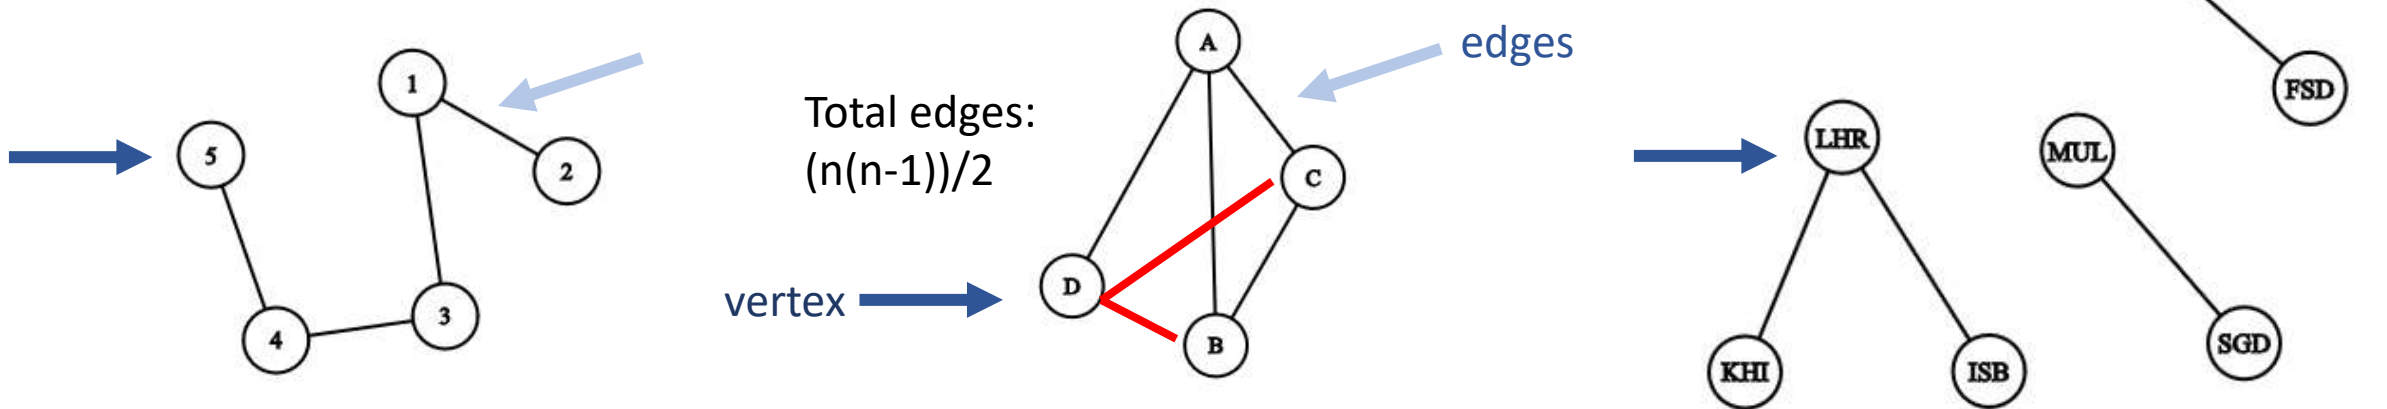 1
2
5
3
4
Total edges:
(n(n-1))/2
vertex
edges
A
C
D
B
FSD
LHR
MUL
KHI
ISB
SGD